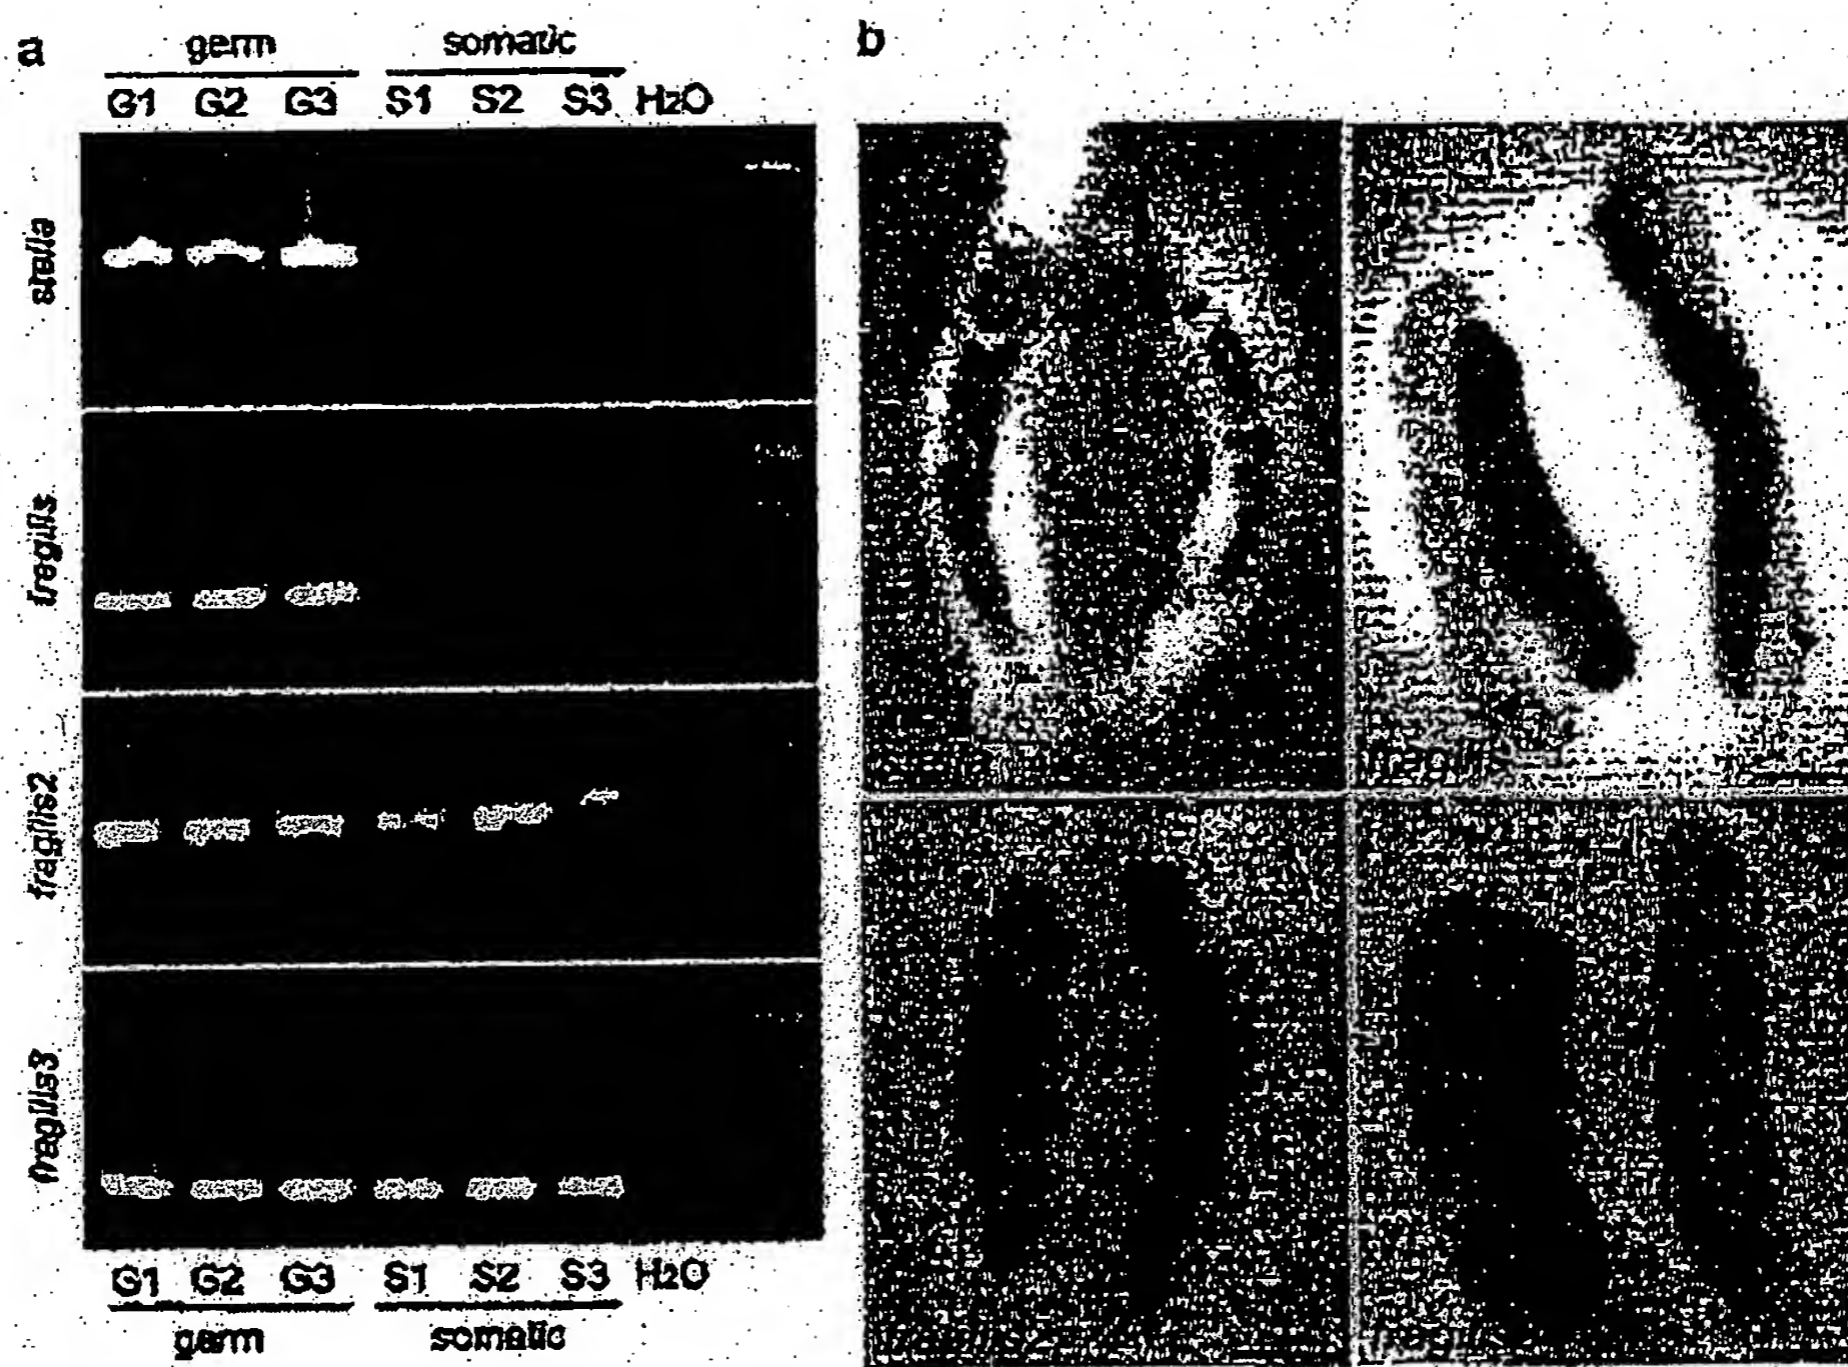 a
germ somatic
G1 G2 G3 S1 S2 S3 H2O
stella
fragilis
fragilis2
fragilis3
G1 G2 G3 S1 S2 S3 H2O
germ somatic
b